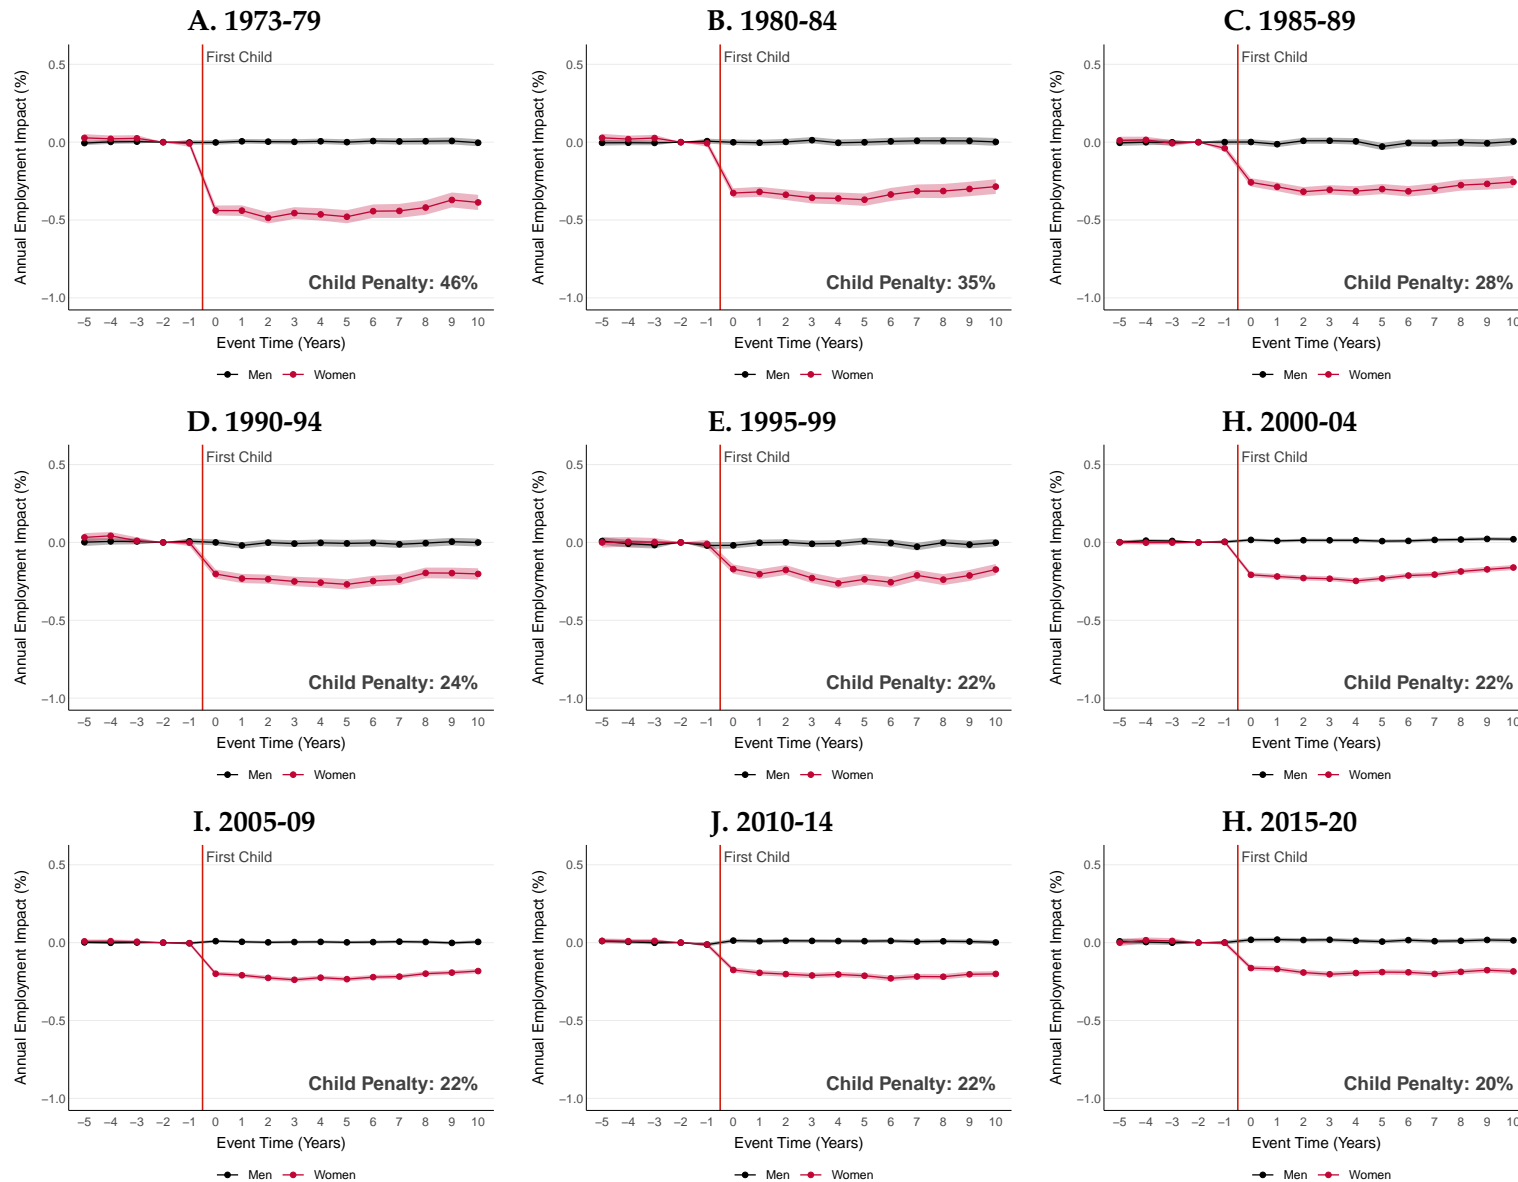 A. 1973-79
Annual Employment Impact (%)
0.5
0.0
−0.5
−1.0
First Child
Child Penalty: 46%
−5 −4 −3 −2 −1 0 1 2 3 4 5 6 7 8 9 10
Event Time (Years)
Men Women
B. 1980-84
Annual Employment Impact (%)
0.5
0.0
−0.5
−1.0
First Child
Child Penalty: 35%
−5 −4 −3 −2 −1 0 1 2 3 4 5 6 7 8 9 10
Event Time (Years)
Men Women
C. 1985-89
Annual Employment Impact (%)
0.5
0.0
−0.5
−1.0
First Child
Child Penalty: 28%
−5 −4 −3 −2 −1 0 1 2 3 4 5 6 7 8 9 10
Event Time (Years)
Men Women
D. 1990-94
Annual Employment Impact (%)
0.5
0.0
−0.5
−1.0
First Child
Child Penalty: 24%
−5 −4 −3 −2 −1 0 1 2 3 4 5 6 7 8 9 10
Event Time (Years)
Men Women
E. 1995-99
Annual Employment Impact (%)
0.5
0.0
−0.5
−1.0
First Child
Child Penalty: 22%
−5 −4 −3 −2 −1 0 1 2 3 4 5 6 7 8 9 10
Event Time (Years)
Men Women
H. 2000-04
Annual Employment Impact (%)
0.5
0.0
−0.5
−1.0
First Child
Child Penalty: 22%
−5 −4 −3 −2 −1 0 1 2 3 4 5 6 7 8 9 10
Event Time (Years)
Men Women
I. 2005-09
Annual Employment Impact (%)
0.5
0.0
−0.5
−1.0
First Child
Child Penalty: 22%
−5 −4 −3 −2 −1 0 1 2 3 4 5 6 7 8 9 10
Event Time (Years)
Men Women
J. 2010-14
Annual Employment Impact (%)
0.5
0.0
−0.5
−1.0
First Child
Child Penalty: 22%
−5 −4 −3 −2 −1 0 1 2 3 4 5 6 7 8 9 10
Event Time (Years)
Men Women
H. 2015-20
Annual Employment Impact (%)
0.5
0.0
−0.5
−1.0
First Child
Child Penalty: 20%
−5 −4 −3 −2 −1 0 1 2 3 4 5 6 7 8 9 10
Event Time (Years)
Men Women